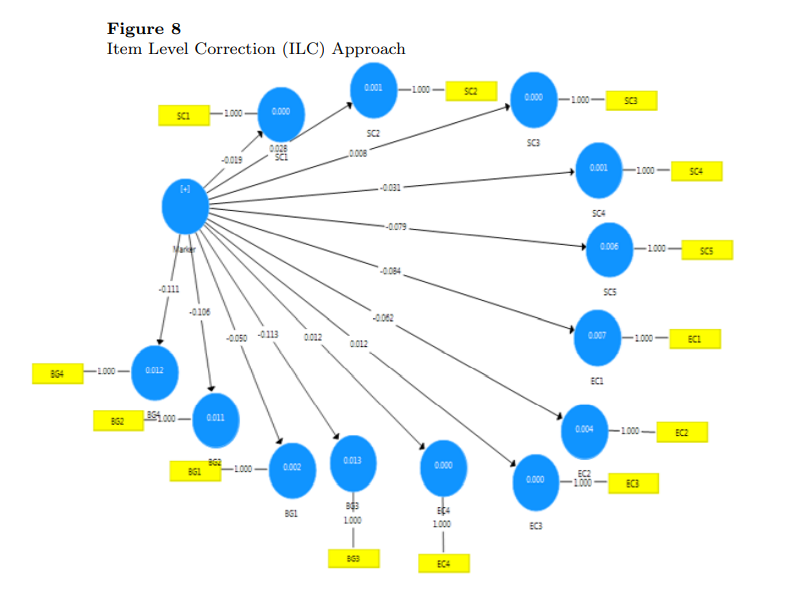 Figure 8
Item Level Correction (ILC) Approach
SC1 1.000 0.000 SC1
0.001 1.000 SC2 SC2
0.000 1.000 SC3 SC3
-0.019 0.028 0.008
0.001 1.000 SC4 SC4
[+] Marker
-0.031
-0.079
0.006 1.000 SC5 SC5
-0.084
-0.111 -0.106 -0.050 -0.113 0.012 0.012 -0.062
0.007 1.000 EC1 EC1
BG4 1.000 0.012 BG4
BG2 1.000 0.011 BG2
0.004 1.000 EC2 EC2
BG1 1.000 0.002 BG1
0.013 BG3 1.000 BG3
0.000 EC4 1.000 EC4
0.000 1.000 EC3 EC3